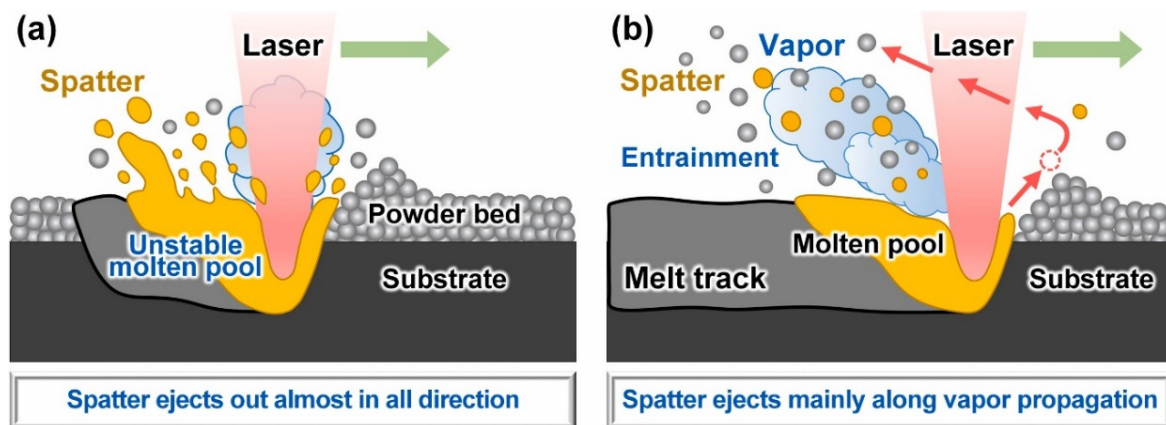 (a)
Laser
Spatter
Powder bed
Unstable
molten pool
Substrate
Spatter ejects out almost in all direction
(b)
Vapor
Laser
Spatter
Entrainment
Molten pool
Melt track
Substrate
Spatter ejects mainly along vapor propagation